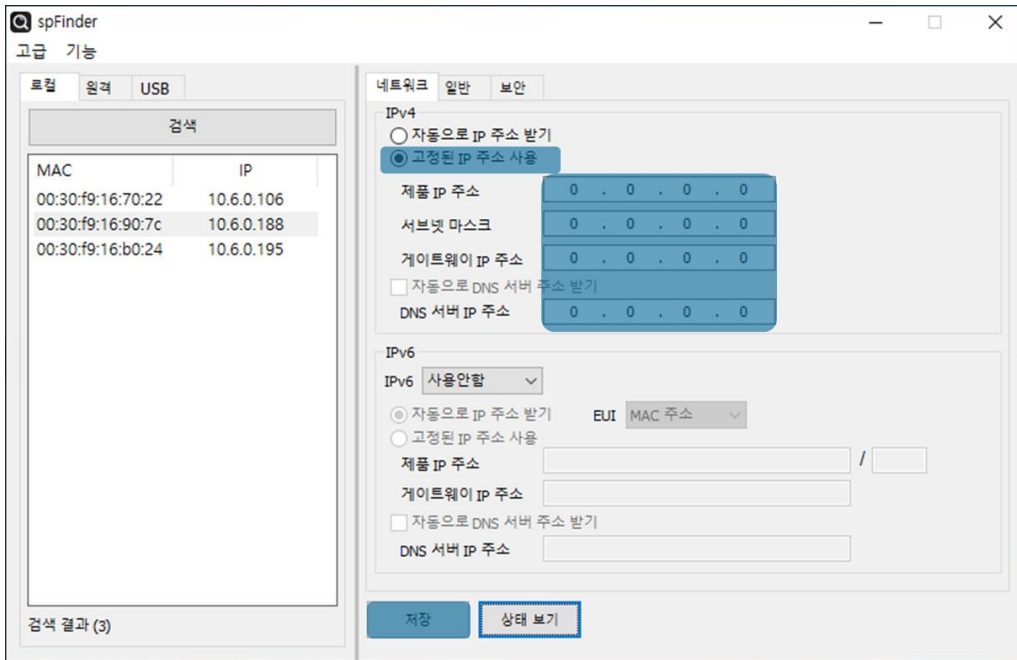 spFinder
고급 기능
로컬 원격 USB
검색
MAC IP
00:30:f9:16:70:22 10.6.0.106
00:30:f9:16:90:7c 10.6.0.188
00:30:f9:16:b0:24 10.6.0.195
검색 결과 (3)
네트워크 일반 보안
IPv4
자동으로 IP 주소 받기
고정된 IP 주소 사용
제품 IP 주소 0 . 0 . 0 . 0
서브넷 마스크 0 . 0 . 0 . 0
게이트웨이 IP 주소 0 . 0 . 0 . 0
자동으로 DNS 서버 주소 받기
DNS 서버 IP 주소 0 . 0 . 0 . 0
IPv6
IPv6 사용안함
자동으로 IP 주소 받기 EUI MAC 주소
고정된 IP 주소 사용
제품 IP 주소 /
게이트웨이 IP 주소
자동으로 DNS 서버 주소 받기
DNS 서버 IP 주소
저장 상태 보기